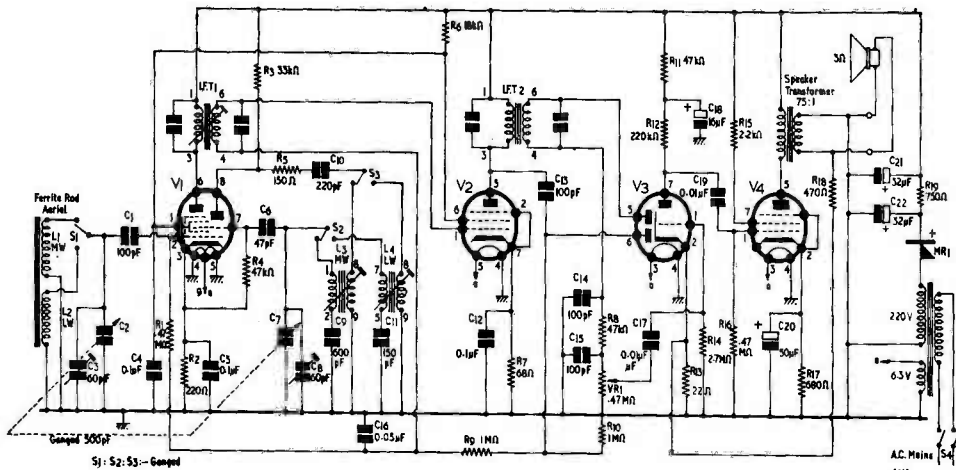 R6 18kΩ
R3 33kΩ
R11 47kΩ
3Ω
I.F.T.1
I.F.T.2
Speaker
Transformer
75:1
C18
16μF
R12
220kΩ
R15
2·2kΩ
C21
32μF
R5
150Ω
C10
220pF
S3
C13
100pF
C19
0·01μF
R18
470Ω
C22
32μF
R19
750Ω
V1
V2
V3
V4
MR1
Ferrite Rod
Aerial
L1
MW
S1
L2
LW
C1
100pF
C6
47pF
S2
L3
MW
L4
LW
R4
47kΩ
C2
C3
60pF
C4
0·1μF
R1
·47
MΩ
R2
220Ω
C5
0·1μF
C7
C8
60pF
C9
600
pF
C11
150
pF
C12
0·1μF
R7
68Ω
C14
100pF
C15
100pF
R8
47kΩ
VR1
·47MΩ
C17
0·01
μF
R13
22Ω
R14
2·7MΩ
R16
·47
MΩ
C20
50μF
R17
680Ω
220V
6·3V
C16
0·05μF
R9 1MΩ
R10
1MΩ
Ganged 500pF
S1: S2: S3:- Ganged
A.C. Mains
S4